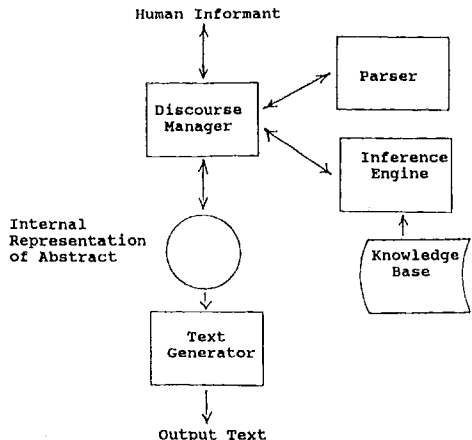 Human Informant
Parser
Discourse
Manager
Inference
Engine
Internal
Representation
of Abstract
Knowledge
Base
Text
Generator
Output Text